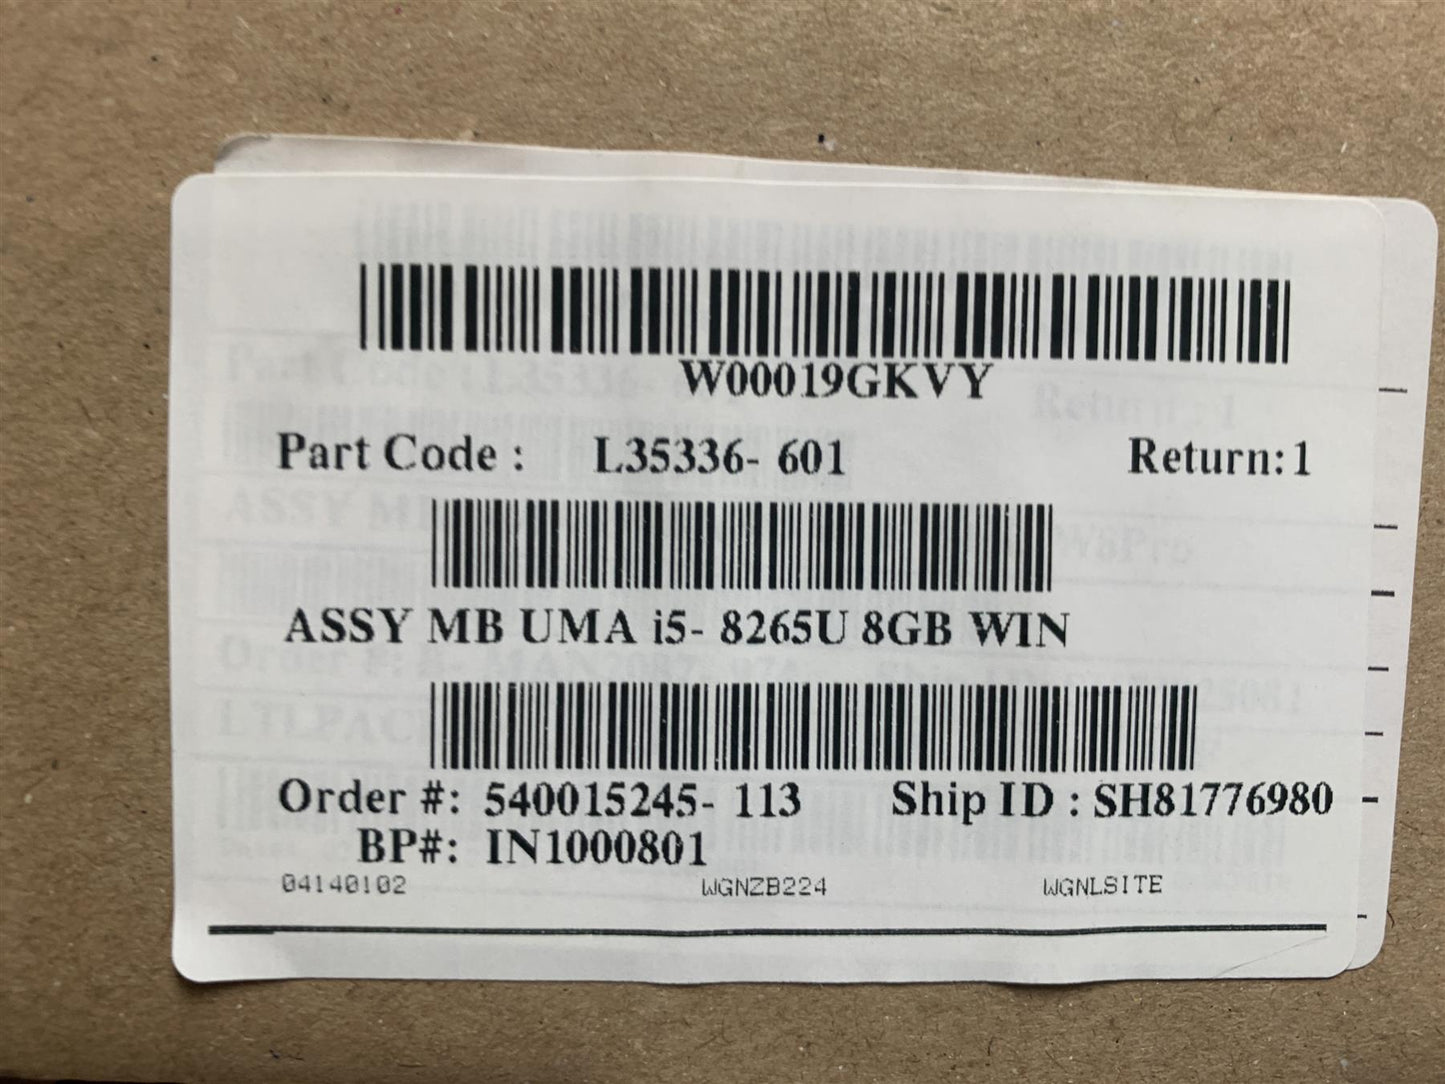 W00019GKVY
Part Code : L35336- 601 Return:1
ASSY MB UMA i5- 8265U 8GB WIN
Order #: 540015245- 113 Ship ID : SH81776980
BP#: IN1000801
04140102 WGNZB224 WGNLSITE